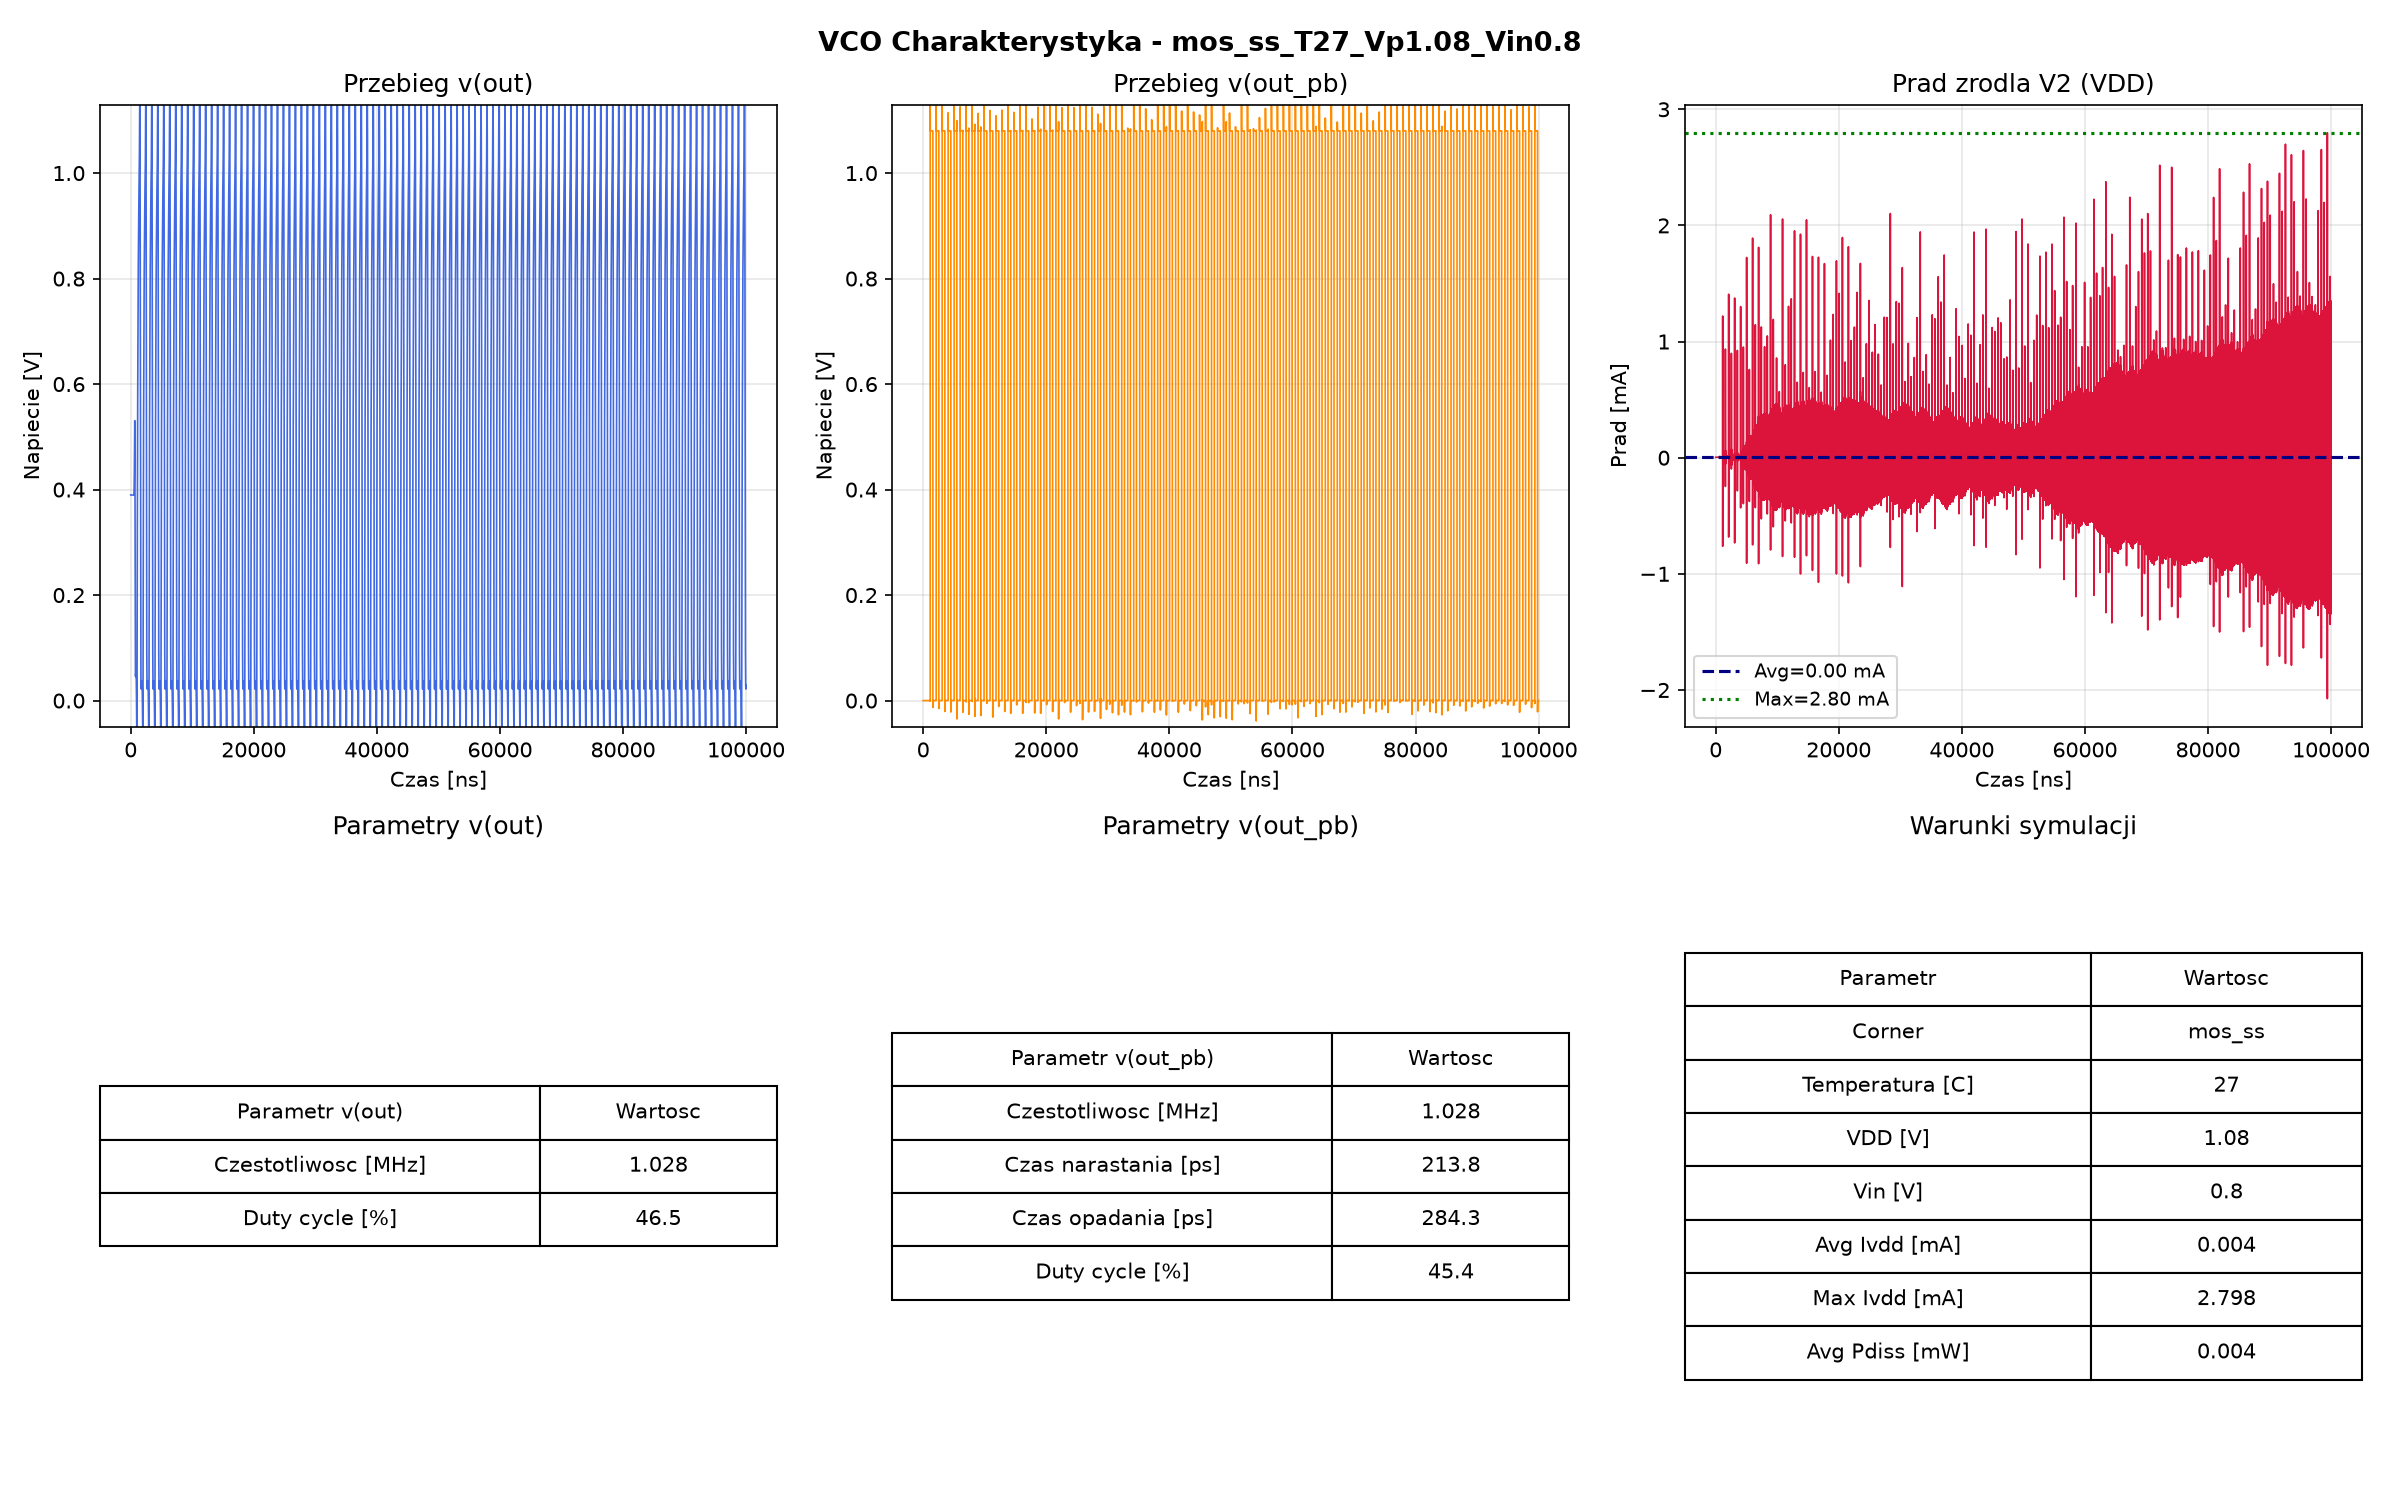 VCO Charakterystyka - mos_ss_T27_Vp1.08_Vin0.8
Przebieg v(out)
Napiecie [V]
1.0
0.8
0.6
0.4
0.2
0.0
0 20000 40000 60000 80000 100000
Czas [ns]
Przebieg v(out_pb)
Napiecie [V]
1.0
0.8
0.6
0.4
0.2
0.0
0 20000 40000 60000 80000 100000
Czas [ns]
Prad zrodla V2 (VDD)
Prad [mA]
3
2
1
0
−1
−2
Avg=0.00 mA
Max=2.80 mA
0 20000 40000 60000 80000 100000
Czas [ns]
Parametry v(out)
Parametr v(out) Wartosc
Czestotliwosc [MHz] 1.028
Duty cycle [%] 46.5
Parametry v(out_pb)
Parametr v(out_pb) Wartosc
Czestotliwosc [MHz] 1.028
Czas narastania [ps] 213.8
Czas opadania [ps] 284.3
Duty cycle [%] 45.4
Warunki symulacji
Parametr Wartosc
Corner mos_ss
Temperatura [C] 27
VDD [V] 1.08
Vin [V] 0.8
Avg Ivdd [mA] 0.004
Max Ivdd [mA] 2.798
Avg Pdiss [mW] 0.004